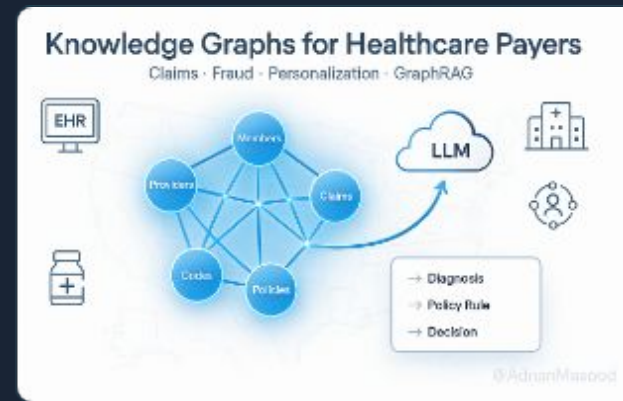 Knowledge Graphs for Healthcare Payers
Claims · Fraud · Personalization · GraphRAG
EHR
Members
LLM
Providers
Claims
Codes
Policies
→ Diagnosis
→ Policy Rule
→ Decision
@AdnanMasood